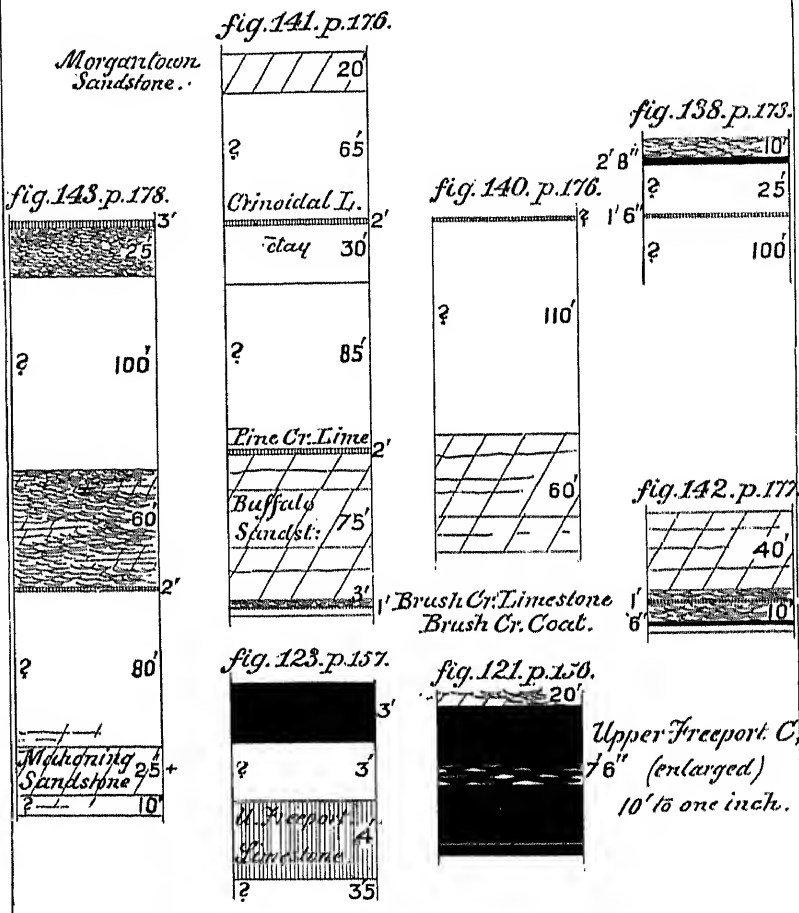 fig. 141. p. 176.
Morgantown
Sandstone.
20'
? 65'
Crinoidal L.
2'
clay 30'
? 85'
Pine Cr. Lime
2'
Buffalo
Sandst: 75'
3'
1' Brush Cr. Limestone
Brush Cr. Coat.
fig. 138. p. 173.
10'
2' 8"
? 25'
1' 6"
? 100'
fig. 143. p. 178.
3'
25'
? 100'
60'
2'
? 80'
Mahoning
Sandstone 25' +
? 10'
fig. 140. p. 176.
?
? 110'
60'
fig. 142. p. 177
40'
1'
10'
6"
fig. 123. p. 157.
3'
? 3'
U. Freeport
Limestone
4'
? 35
fig. 121. p. 156.
20'
Upper Freeport C,
7' 6"
(enlarged)
10' to one inch.